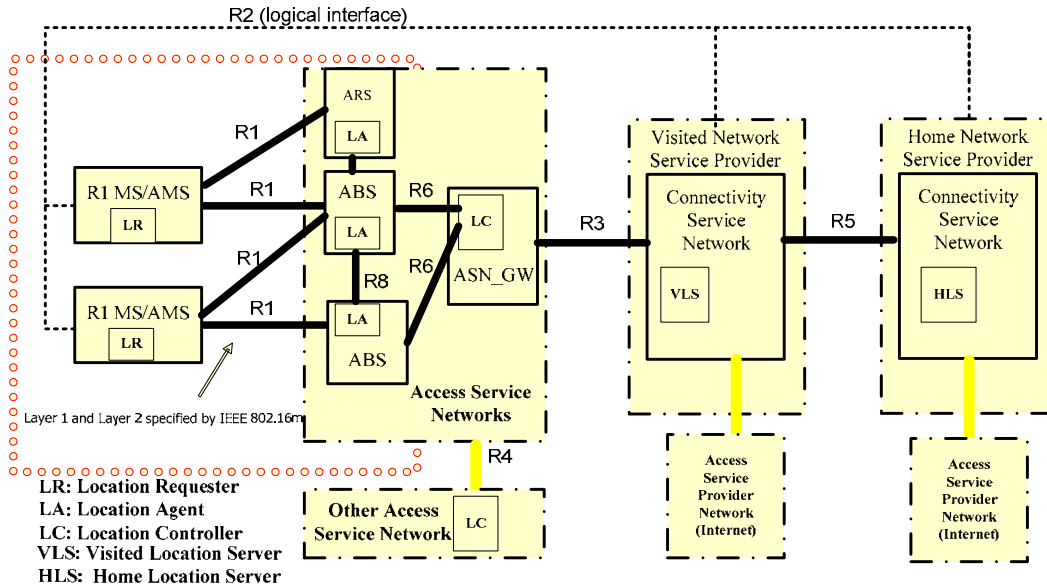 R2 (logical interface)
R1 MS/AMS
LR
R1 MS/AMS
LR
R1
R1
R1
R1
Layer 1 and Layer 2 specified by IEEE 802.16m
ARS
LA
ABS
LA
R8
LA
ABS
R6
R6
LC
ASN_GW
Access Service
Networks
R3
Visited Network
Service Provider
Connectivity
Service
Network
VLS
R5
Home Network
Service Provider
Connectivity
Service
Network
HLS
R4
Other Access
Service Network
LC
Access
Service
Provider
Network
(Internet)
Access
Service
Provider
Network
(Internet)
LR: Location Requester
LA: Location Agent
LC: Location Controller
VLS: Visited Location Server
HLS: Home Location Server